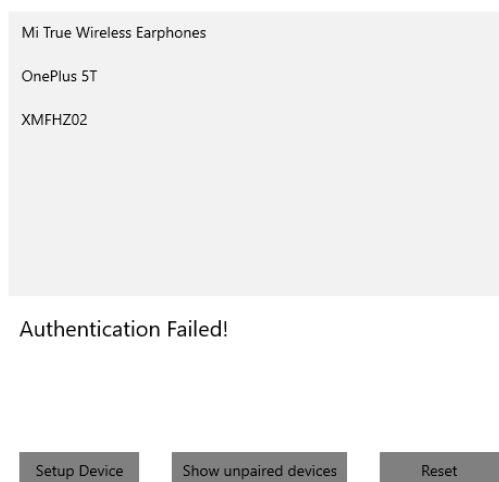 Mi True Wireless Earphones
OnePlus 5T
XMFHZ02
Authentication Failed!
Setup Device
Show unpaired devices
Reset